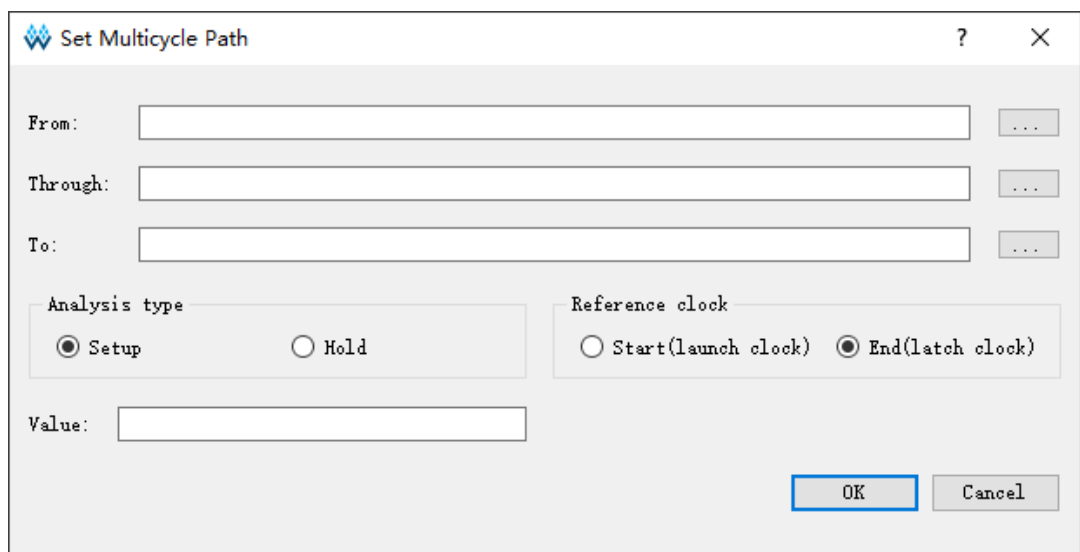 Set Multicycle Path ?
From: ...
Through: ...
To: ...
Analysis type Reference clock
Setup Hold Start(launch clock) End(latch clock)
Value:
OK Cancel